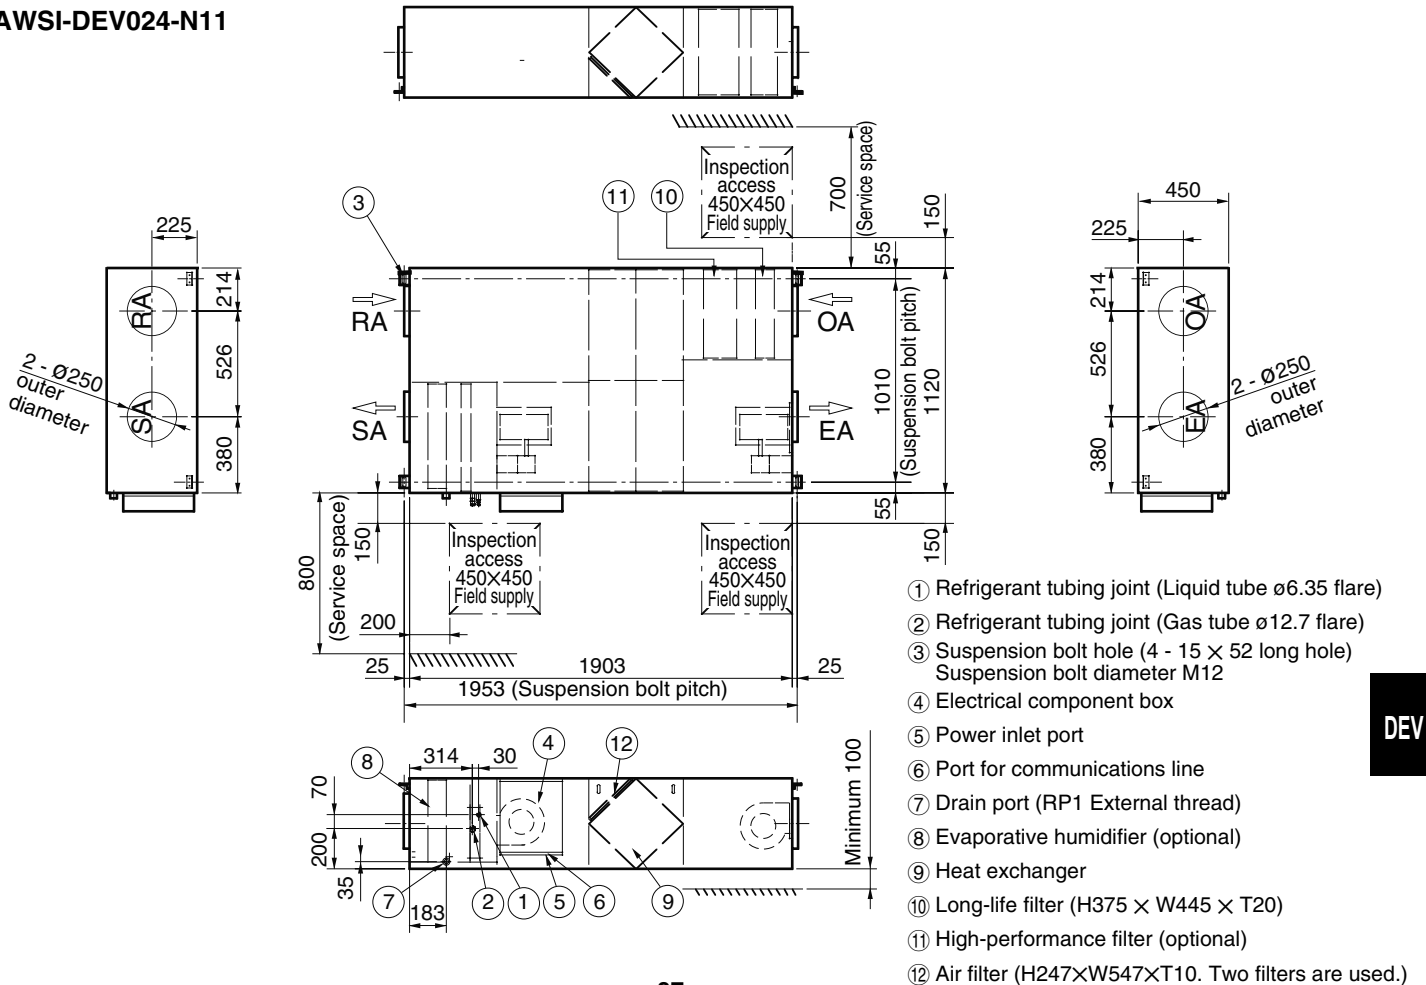 AWSI-DEV024-N11
Inspection
access
450×450
Field supply
700
(Service space)
150
55
3
11
10
225
214
526
380
RA
SA
2 - Ø250
outer
diameter
RA
SA
OA
EA
1010
(Suspension bolt pitch)
1120
55
150
450
225
214
526
380
OA
EA
2 - Ø250
outer
diameter
800
(Service space)
150
Inspection
access
450×450
Field supply
Inspection
access
450×450
Field supply
200
25
1903
25
1953 (Suspension bolt pitch)
8
314
30
4
12
70
200
35
183
7
2
1
5
6
9
Minimum 100
① Refrigerant tubing joint (Liquid tube ø6.35 flare)
② Refrigerant tubing joint (Gas tube ø12.7 flare)
③ Suspension bolt hole (4 - 15 × 52 long hole)
Suspension bolt diameter M12
④ Electrical component box
⑤ Power inlet port
⑥ Port for communications line
⑦ Drain port (RP1 External thread)
⑧ Evaporative humidifier (optional)
⑨ Heat exchanger
⑩ Long-life filter (H375 × W445 × T20)
⑪ High-performance filter (optional)
⑫ Air filter (H247×W547×T10. Two filters are used.)
DEV